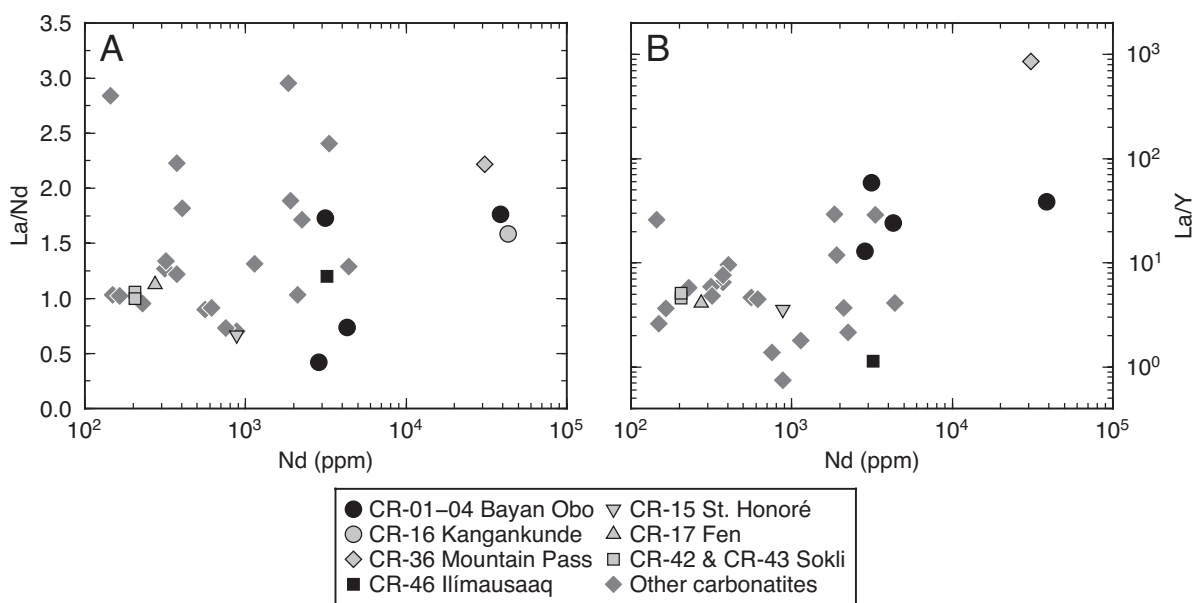 A
3.5
3.0
2.5
2.0
1.5
1.0
0.5
0.0
La/Nd
10²
10³
10⁴
10⁵
Nd (ppm)
B
10³
10²
10¹
10⁰
La/Y
10²
10³
10⁴
10⁵
Nd (ppm)
CR-01–04 Bayan Obo
CR-16 Kangankunde
CR-36 Mountain Pass
CR-46 Ilímausaaq
CR-15 St. Honoré
CR-17 Fen
CR-42 & CR-43 Sokli
Other carbonatites